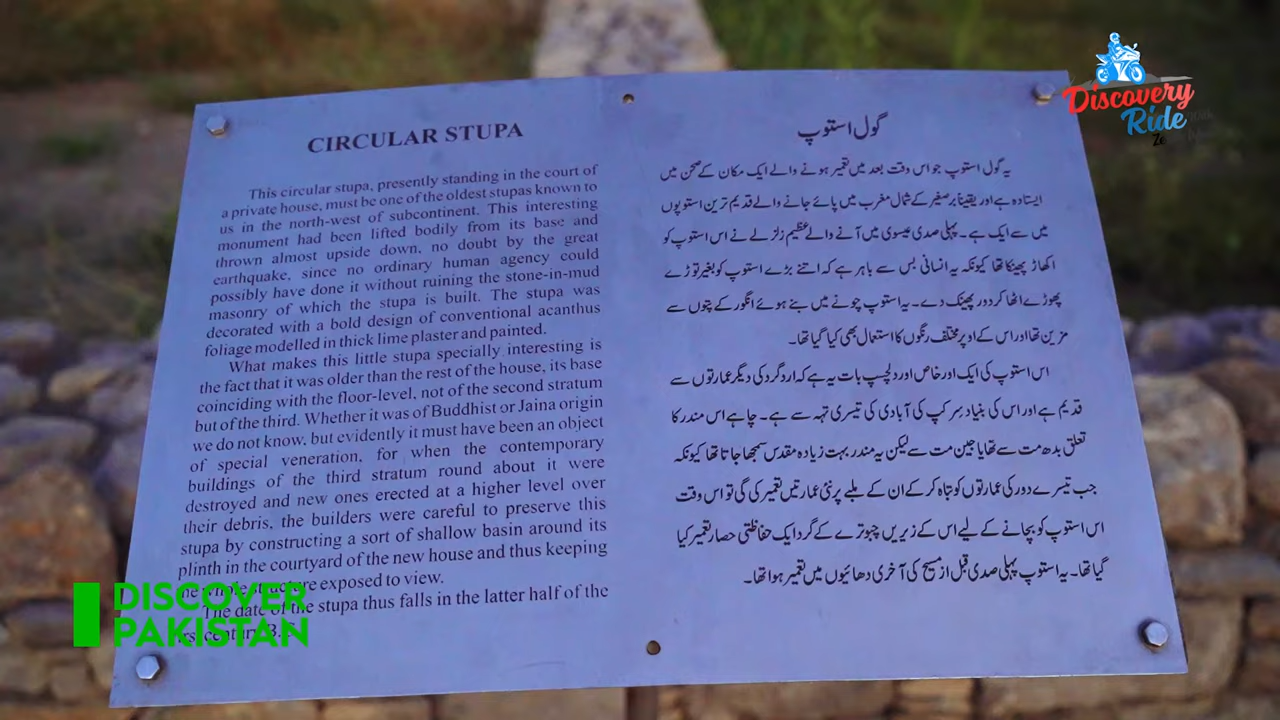 CIRCULAR STUPA
This circular stupa, presently standing in the court of
a private house, must be one of the oldest stupas known to
us in the north-west of subcontinent. This interesting
monument had been lifted bodily from its base and
thrown almost upside down, no doubt by the great
earthquake, since no ordinary human agency could
possibly have done it without ruining the stone-in-mud
masonry of which the stupa is built. The stupa was
decorated with a bold design of conventional acanthus
foliage modelled in thick lime plaster and painted.
What makes this little stupa specially interesting is
the fact that it was older than the rest of the house, its base
coinciding with the floor-level, not of the second stratum
but of the third. Whether it was of Buddhist or Jaina origin
we do not know, but evidently it must have been an object
of special veneration, for when the contemporary
buildings of the third stratum round about it were
destroyed and new ones erected at a higher level over
their debris, the builders were careful to preserve this
stupa by constructing a sort of shallow basin around its
plinth in the courtyard of the new house and thus keeping
the whole structure exposed to view.
The date of the stupa thus falls in the latter half of the
century B.
گول استوپ
یہ گول استوپ جو اس وقت بعد میں تعمیر ہونے والے ایک مکان کے صحن میں
ایستادہ ہے اور یقیناً برصغیر کے شمال مغرب میں پائے جانے والے قدیم ترین استوپوں
میں سے ایک ہے۔ پہلی صدی عیسوی میں آنے والے عظیم زلزلے نے اس استوپ کو
اکھاڑ پھینکا تھا کیونکہ یہ انسانی بس سے باہر ہے کہ اتنے بڑے استوپ کو بغیر توڑے
پھوڑے اٹھا کر دور پھینک دے۔ یہ استوپ چونے میں بنے ہوئے انگور کے پتوں سے
مزین تھا اور اس کے اوپر مختلف رنگوں کا استعمال بھی کیا گیا تھا۔
اس استوپ کی ایک اور خاص اور دلچسپ بات یہ ہے کہ ارد گرد کی دیگر عمارتوں سے
قدیم ہے اور اس کی بنیاد سر کپ کی آبادی کی تیسری تہہ سے ہے۔ چاہے اس مندر کا
تعلق بدھ مت سے تھا یا جین مت سے لیکن یہ مندر بہت زیادہ مقدس سمجھا جاتا تھا کیونکہ
جب تیسرے دور کی عمارتوں کو تباہ کر کے ان کے ملبے پر نئی عمارتیں تعمیر کی گی تو اس وقت
اس استوپ کو بچانے کے لیے اس کے زیریں چبوترے کے گرد ایک حفاظتی حصار تعمیر کیا
گیا تھا۔ یہ استوپ پہلی صدی قبل از مسیح کی آخری دھائیوں میں تعمیر ہوا تھا۔
Discovery
Ride
DISCOVER
PAKISTAN